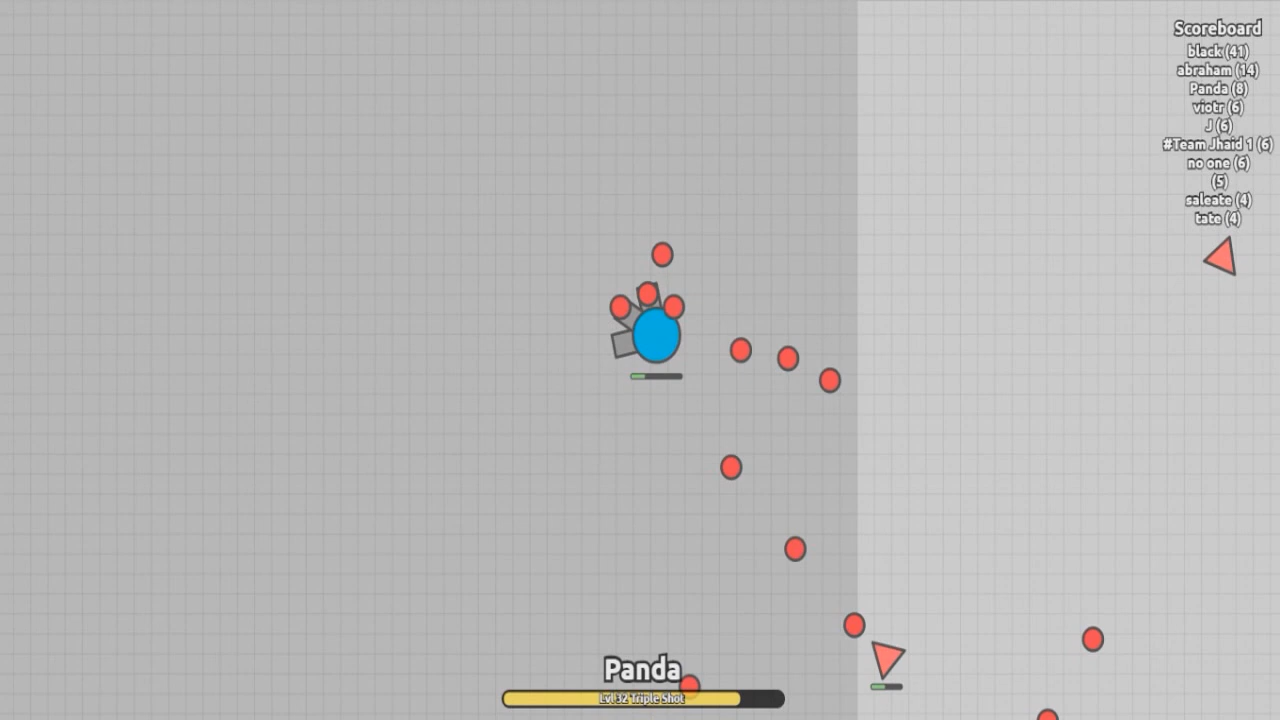 Scoreboard
black (41)
abraham (14)
Panda (8)
viotr (6)
J (6)
#Team Jhaid 1 (6)
no one (6)
(5)
saleate (4)
tate (4)
Panda
Lvl 32 Triple Shot